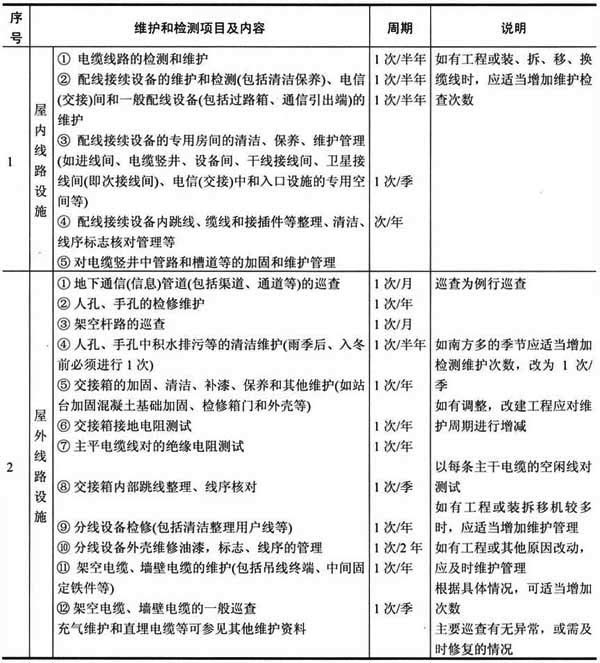 序号 维护和检测项目及内容 周期 说明
1 屋内线路设施
① 电缆线路的检测和维护 1次/半年 如有工程或装、拆、移、换
② 配线接续设备的维护和检测(包括清洁保养)、电信 1次/半年 缆线时，应适当增加维护检
(交接)间和一般配线设备(包括过路箱、通信引出端)的 1次/半年 查次数
维护
③ 配线接续设备的专用房间的清洁、保养、维护管理
(如进线间、电缆竖井、设备间、干线接线间、卫星接
线间(即次接线间)、电信(交接)中和入口设施的专用空 1次/季
间等)
④ 配线接续设备内跳线、缆线和接插件等整理、清洁、 次/年
线序标志核对管理等
⑤对电缆竖井中管路和槽道等的加固和维护管理
2 屋外线路设施
①地下通信(信息)管道(包括渠道、通道等)的巡查 1次/月 巡查为例行巡查
②人孔、手孔的检修维护 1次/年
③架空杆路的巡查 1次/月
④人孔、手孔中积水排污等的清洁维护(雨季后、入冬 1次/半年 如南方多的季节应适当增加
前必须进行1次) 检测维护次数，改为 1 次/
⑤交接箱的加固、清洁、补漆、保养和其他维护(如站 1次/年 季
台加固混凝土基础加固、检修箱门和外壳等) 如有调整，改建工程应对维
⑥交接箱接地电阻测试 1次/年 护周期进行增减
⑦主平电缆线对的绝缘电阻测试 1次/年
以每条主干电缆的空闲线对
⑧交接箱内部跳线整理、线序核对 1次/季 测试
如有工程或装拆移机较多
⑨分线设备检修(包括清洁整理用户线等) 1次/年 时，应适当增加维护管理
⑩分线设备外壳维修油漆，标志、线序的管理 1次/2年 如有工程或其他原因改动，
⑪ 架空电缆、墙壁电缆的维护(包括吊线终端、中间固 1次/年 应及时维护管理
定铁件等) 根据具体情况，可适当增加
⑫架空电缆、墙壁电缆的一般巡查 1次/季 次数
充气维护和直埋电缆等可参见其他维护资料 主要巡查有无异常，或需及
时修复的情况